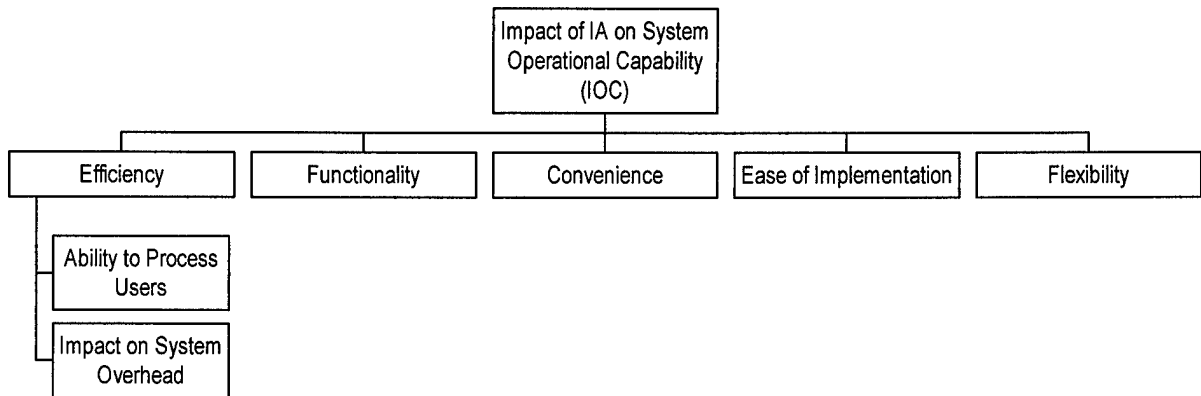 Impact of IA on System
Operational Capability
(IOC)
Efficiency
Functionality
Convenience
Ease of Implementation
Flexibility
Ability to Process
Users
Impact on System
Overhead